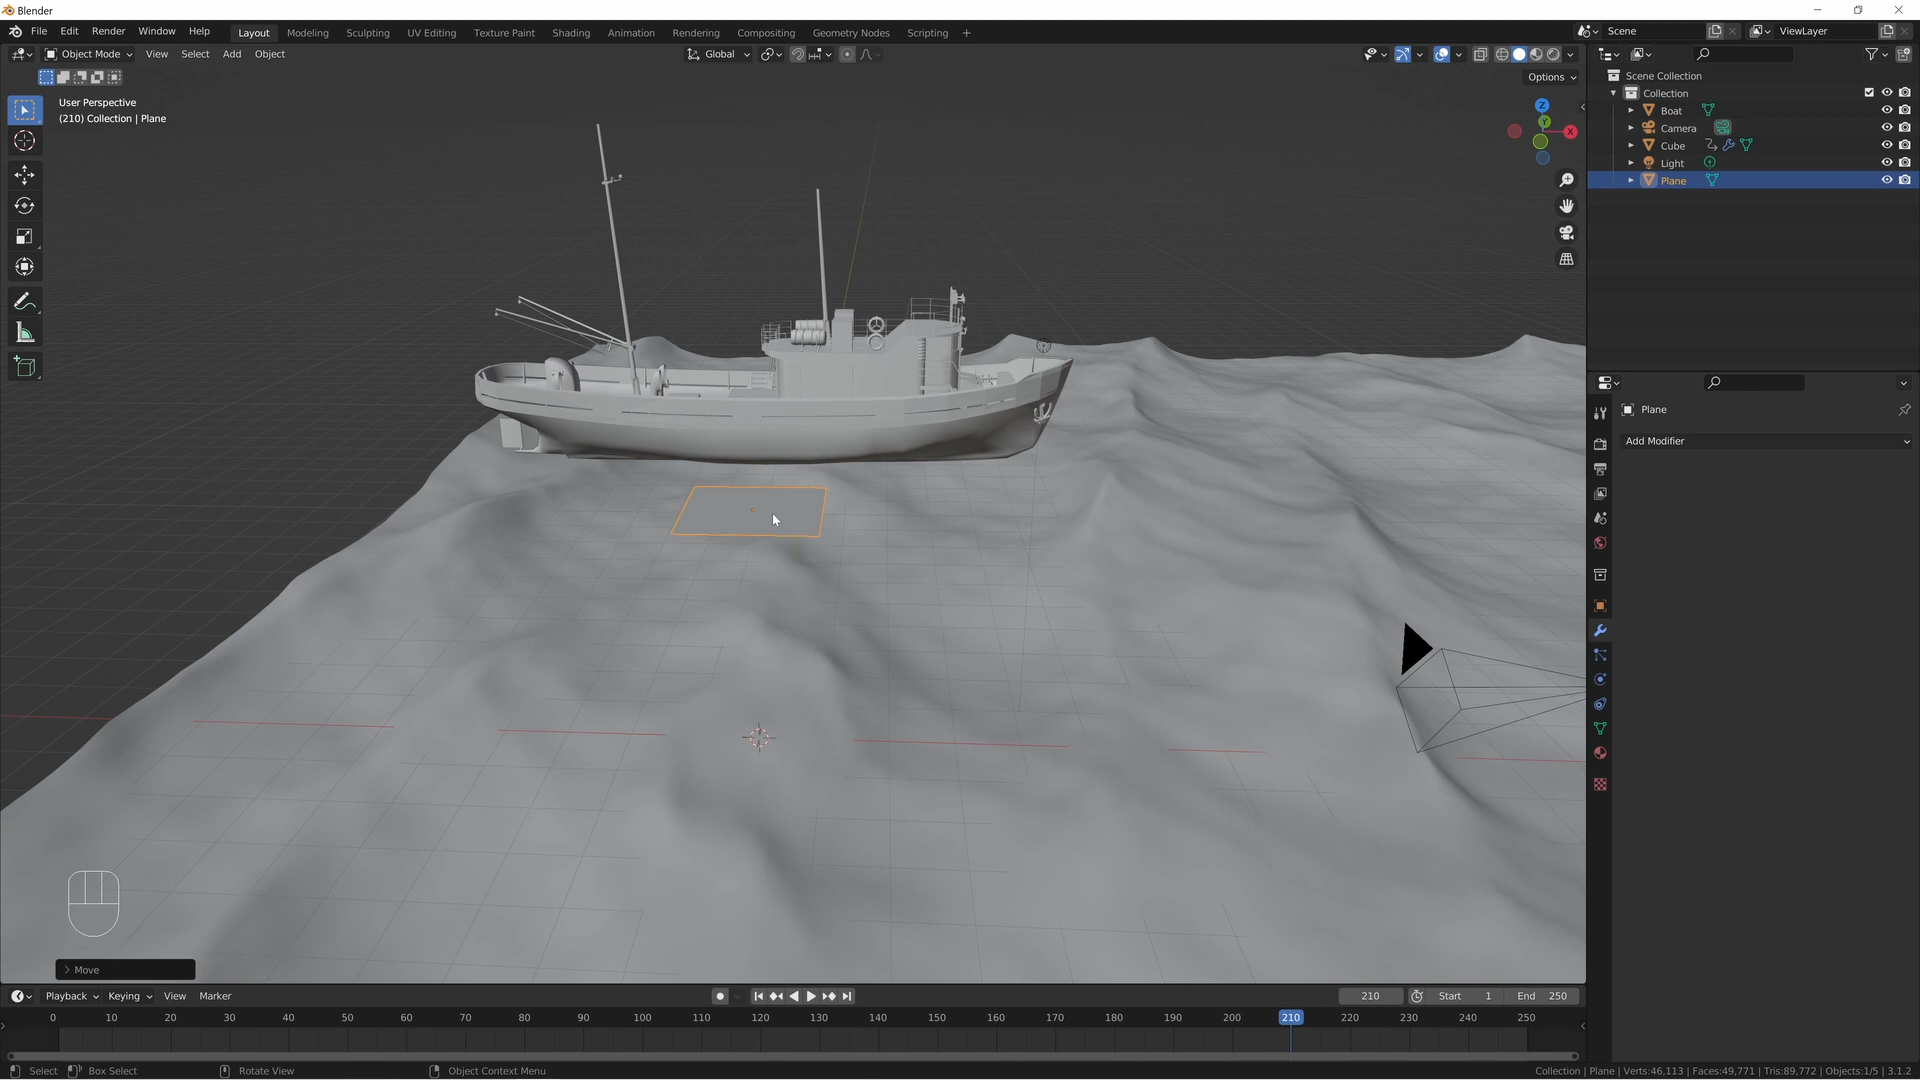 Blender
File Edit Render Window Help Layout Modeling Sculpting UV Editing Texture Paint Shading Animation Rendering Compositing Geometry Nodes Scripting + Scene ViewLayer
Object Mode View Select Add Object Global
Options
User Perspective
(210) Collection | Plane
Z
Y
X
Scene Collection
Collection
Boat
Camera
Cube
Light
Plane
Plane
Add Modifier
Move
Playback Keying View Marker 210 Start 1 End 250
0 10 20 30 40 50 60 70 80 90 100 110 120 130 140 150 160 170 180 190 200 210 220 230 240 250
Select Box Select Rotate View Object Context Menu Collection | Plane | Verts:46,113 | Faces:49,771 | Tris:89,772 | Objects:1/5 | 3.1.2